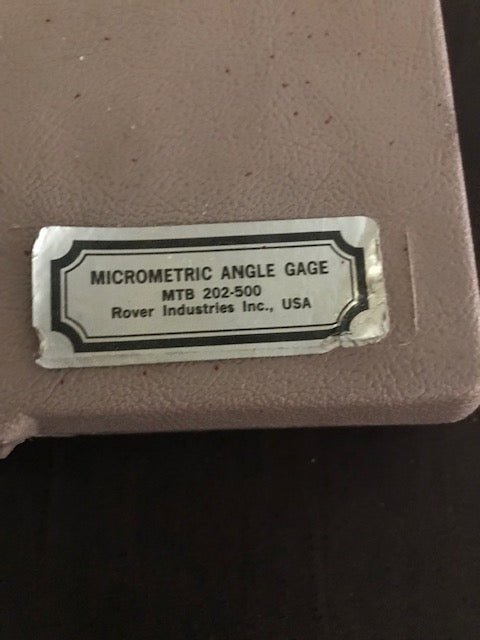 MICROMETRIC ANGLE GAGE
MTB 202-500
Rover Industries Inc., USA